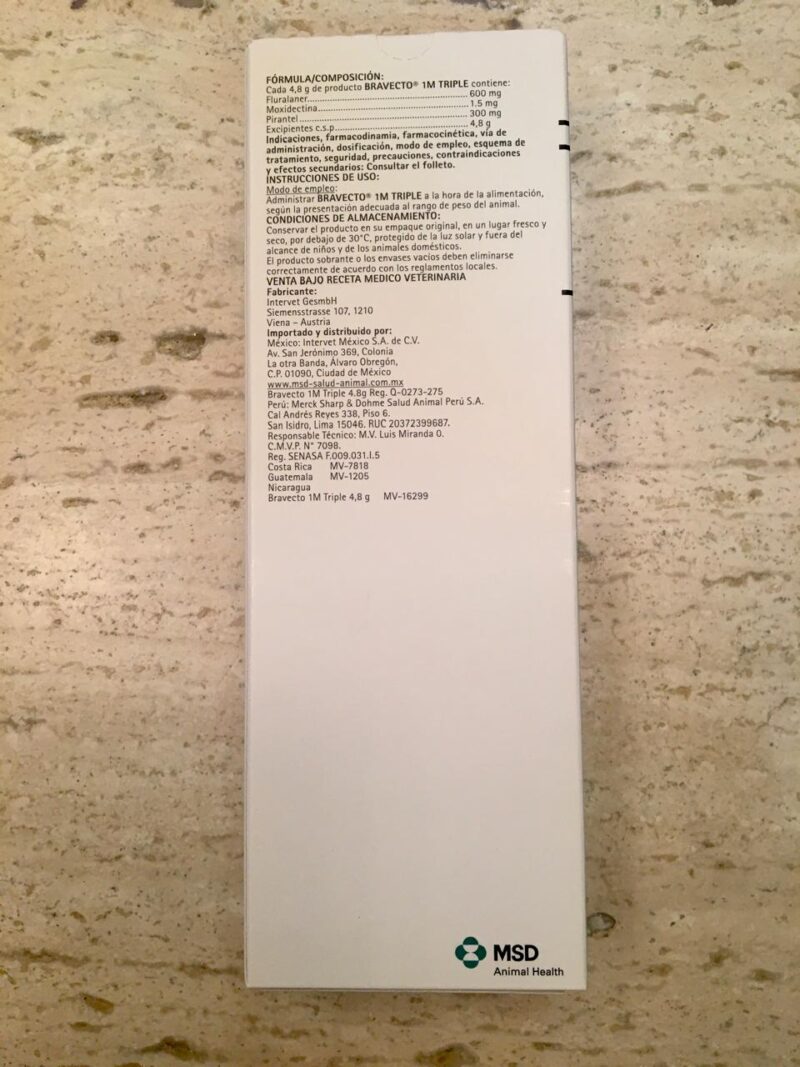 FÓRMULA/COMPOSICIÓN:
Cada 4,8 g de producto BRAVECTO® 1M TRIPLE contiene:
Fluralaner........................................................ 600 mg
Moxidectina..................................................... 1.5 mg
Pirantel........................................................... 300 mg
Excipientes c.s.p.............................................. 4,8 g
Indicaciones, farmacodinamia, farmacocinética, vía de
administración, dosificación, modo de empleo, esquema de
tratamiento, seguridad, precauciones, contraindicaciones
y efectos secundarios: Consultar el folleto.
INSTRUCCIONES DE USO:
Modo de empleo:
Administrar BRAVECTO® 1M TRIPLE a la hora de la alimentación,
según la presentación adecuada al rango de peso del animal.
CONDICIONES DE ALMACENAMIENTO:
Conservar el producto en su empaque original, en un lugar fresco y
seco, por debajo de 30°C, protegido de la luz solar y fuera del
alcance de niños y de los animales domésticos.
El producto sobrante o los envases vacíos deben eliminarse
correctamente de acuerdo con los reglamentos locales.
VENTA BAJO RECETA MEDICO VETERINARIA
Fabricante:
Intervet GesmbH
Siemensstrasse 107, 1210
Viena – Austria
Importado y distribuido por:
México: Intervet México S.A. de C.V.
Av. San Jerónimo 369, Colonia
La otra Banda, Álvaro Obregón,
C.P. 01090, Ciudad de México
www.msd-salud-animal.com.mx
Bravecto 1M Triple 4.8g Reg. Q-0273-275
Perú: Merck Sharp & Dohme Salud Animal Perú S.A.
Cal Andrés Reyes 338, Piso 6.
San Isidro, Lima 15046. RUC 20372399687.
Responsable Técnico: M.V. Luis Miranda O.
C.M.V.P. N° 7098.
Reg. SENASA F.009.031.I.5
Costa Rica MV-7818
Guatemala MV-1205
Nicaragua
Bravecto 1M Triple 4,8 g MV-16299
MSD
Animal Health